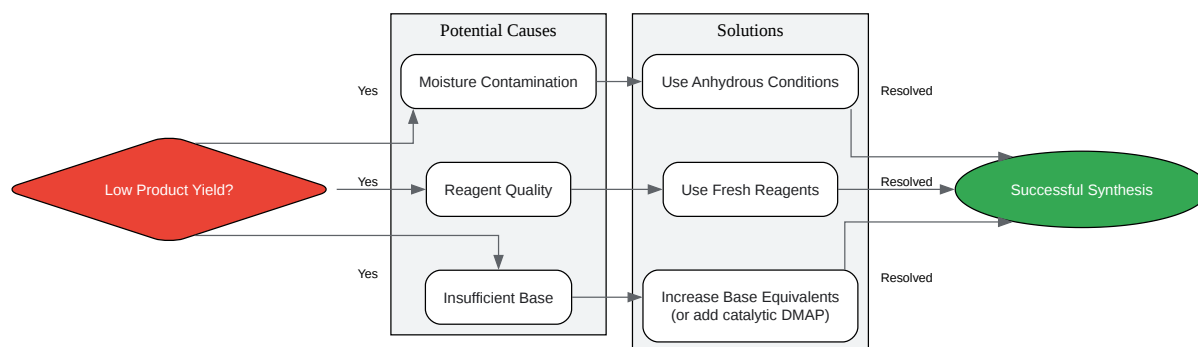 Potential Causes
Solutions
Yes
Moisture Contamination
Use Anhydrous Conditions
Resolved
Low Product Yield?
Yes
Reagent Quality
Use Fresh Reagents
Resolved
Successful Synthesis
Yes
Insufficient Base
Increase Base Equivalents
(or add catalytic DMAP)
Resolved